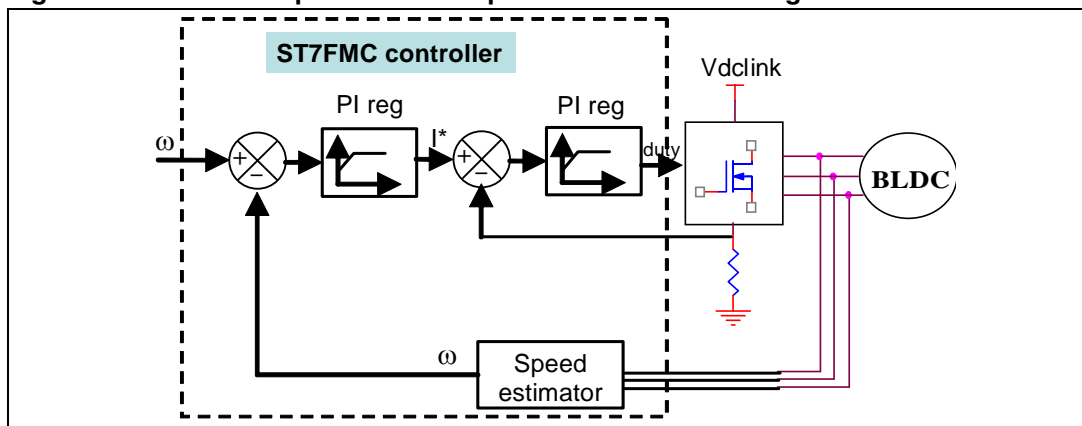 ST7FMC controller
Vdclink
PI reg
PI reg
ω
+
−
I*
+
−
duty
BLDC
ω
Speed
estimator